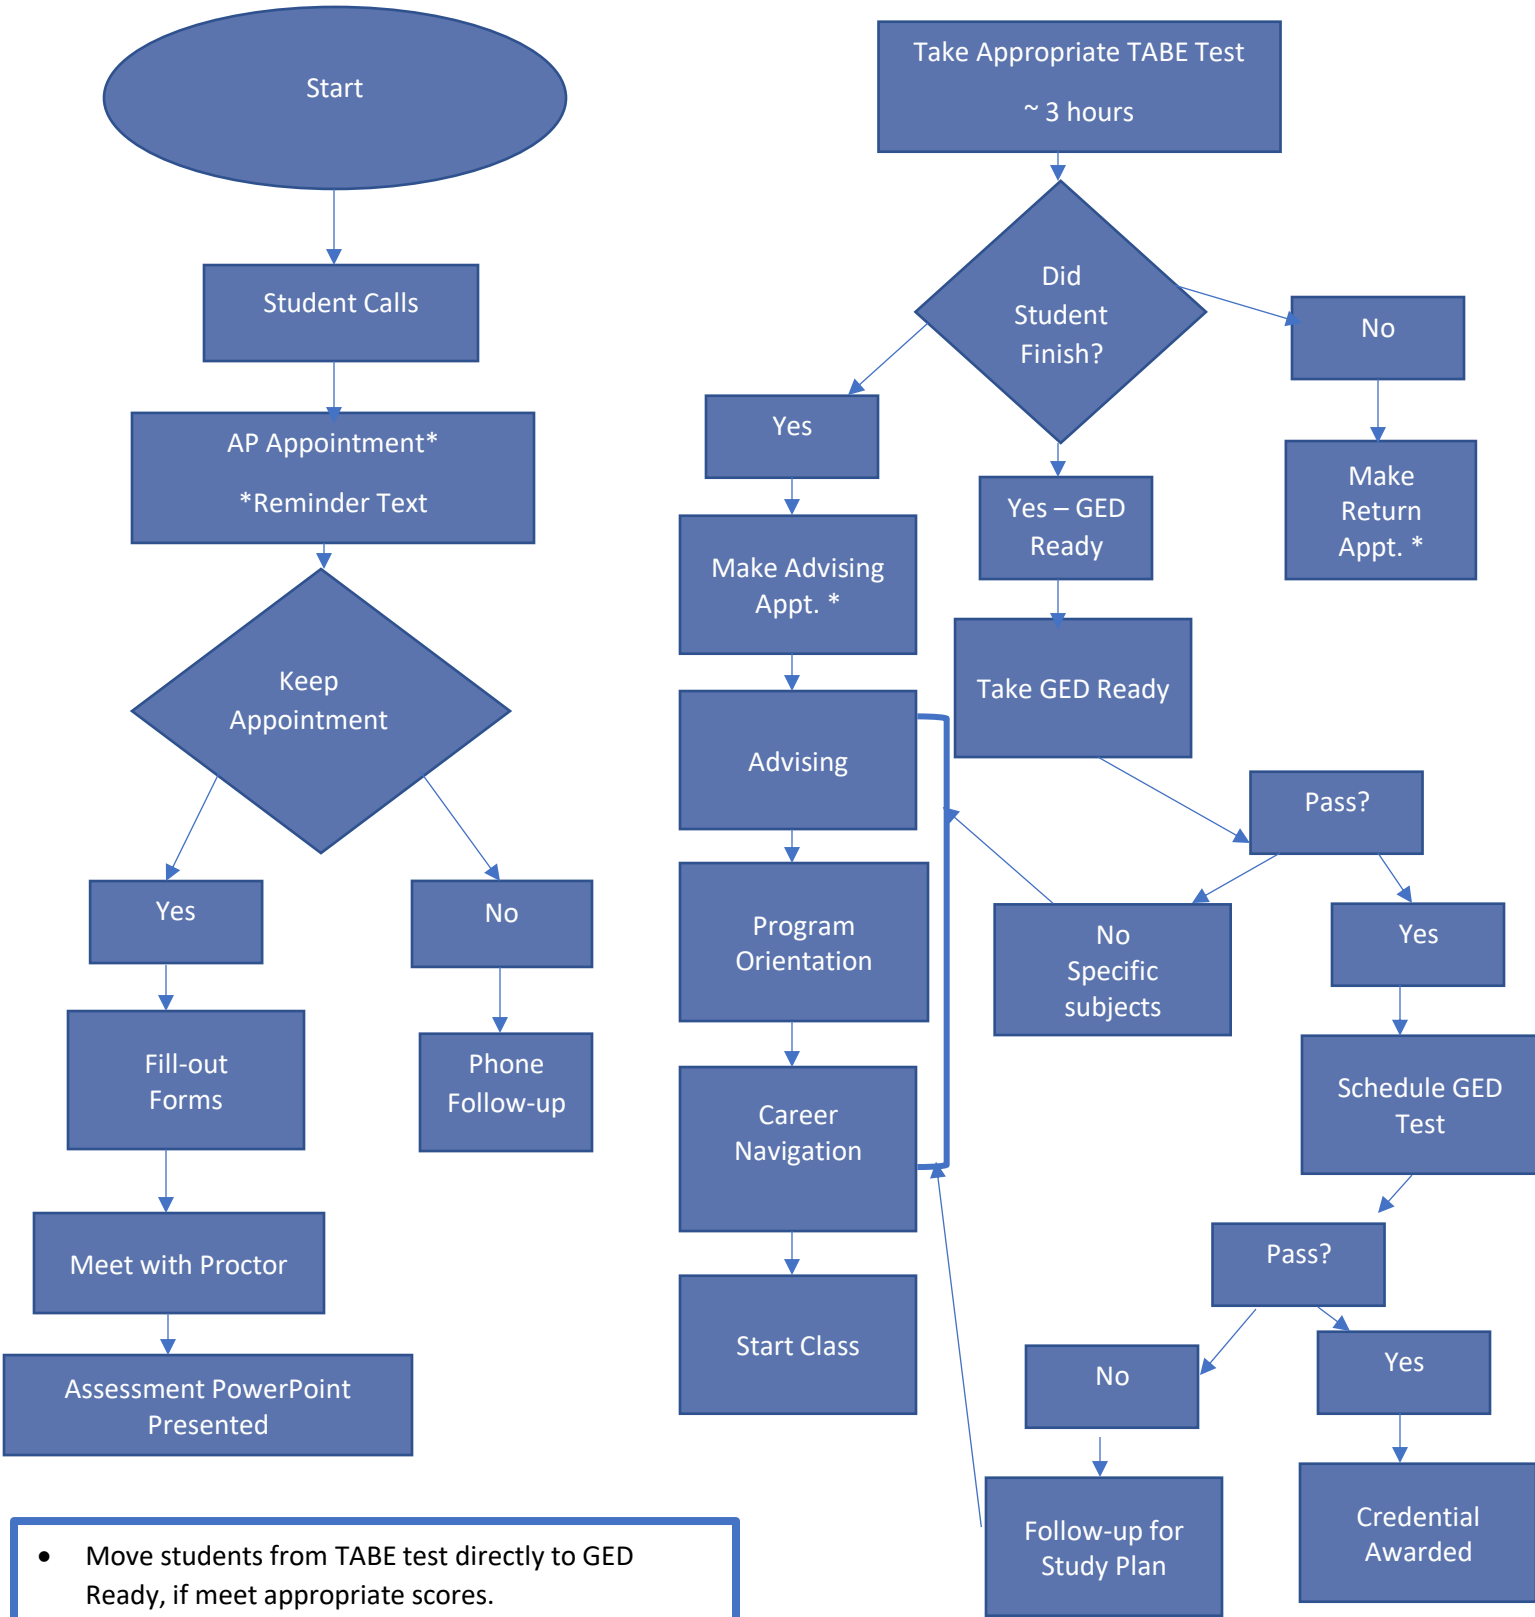 Start
Student Calls
AP Appointment*
*Reminder Text
Keep
Appointment
Yes
No
Fill-out
Forms
Phone
Follow-up
Meet with Proctor
Assessment PowerPoint
Presented
Take Appropriate TABE Test
~ 3 hours
Did
Student
Finish?
Yes
No
Yes – GED
Ready
Make
Return
Appt. *
Make Advising
Appt. *
Take GED Ready
Advising
Pass?
Program
Orientation
No
Specific
subjects
Yes
Career
Navigation
Schedule GED
Test
Pass?
Start Class
No
Yes
Follow-up for
Study Plan
Credential
Awarded
• Move students from TABE test directly to GED
Ready, if meet appropriate scores.